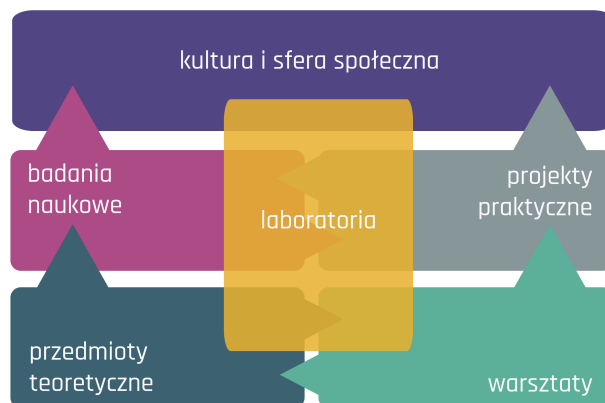 kultura i sfera społeczna
badania
naukowe
projekty
praktyczne
laboratoria
przedmioty
teoretyczne
warsztaty